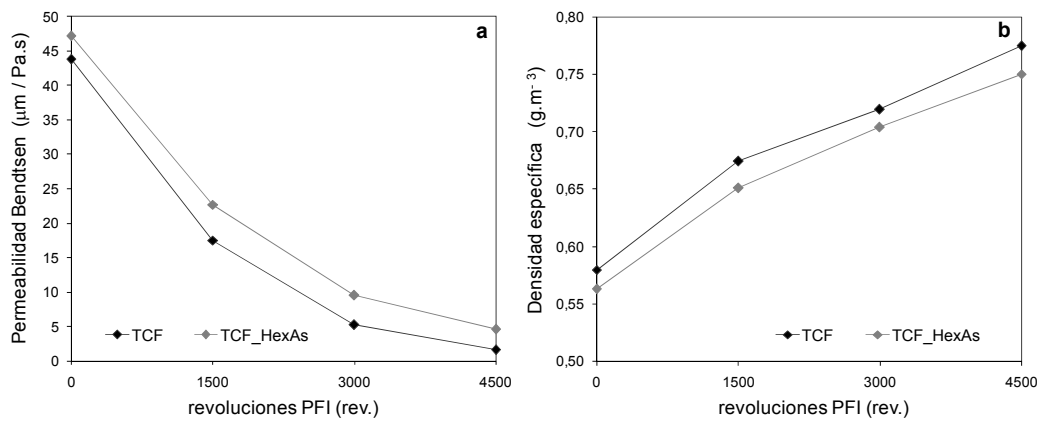 a
Permeabilidad Bendtsen (µm / Pa.s)
50
45
40
35
30
25
20
15
10
5
0
TCF
TCF_HexAs
0 1500 3000 4500
revoluciones PFI (rev.)
b
Densidad específica (g.m⁻³)
0,80
0,75
0,70
0,65
0,60
0,55
0,50
TCF
TCF_HexAs
0 1500 3000 4500
revoluciones PFI (rev.)